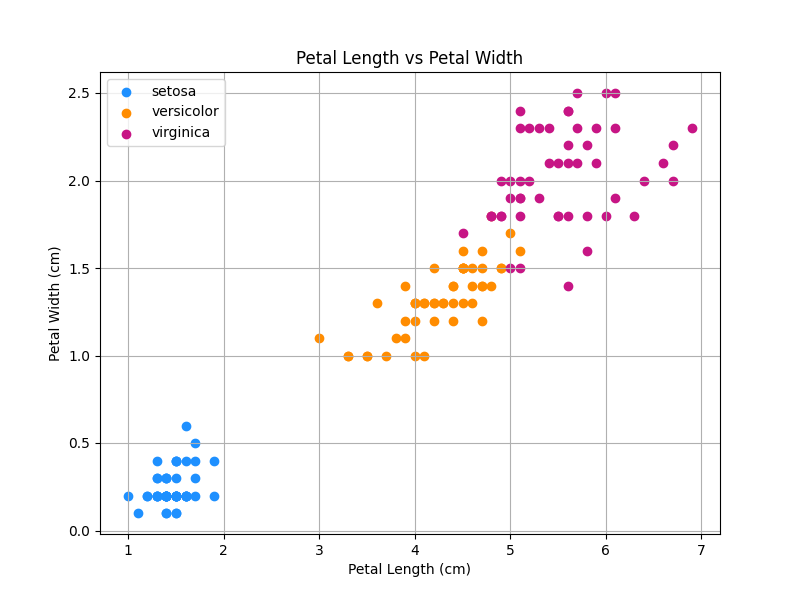 Petal Length vs Petal Width
setosa
versicolor
virginica
Petal Width (cm)
2.5
2.0
1.5
1.0
0.5
0.0
1 2 3 4 5 6 7
Petal Length (cm)